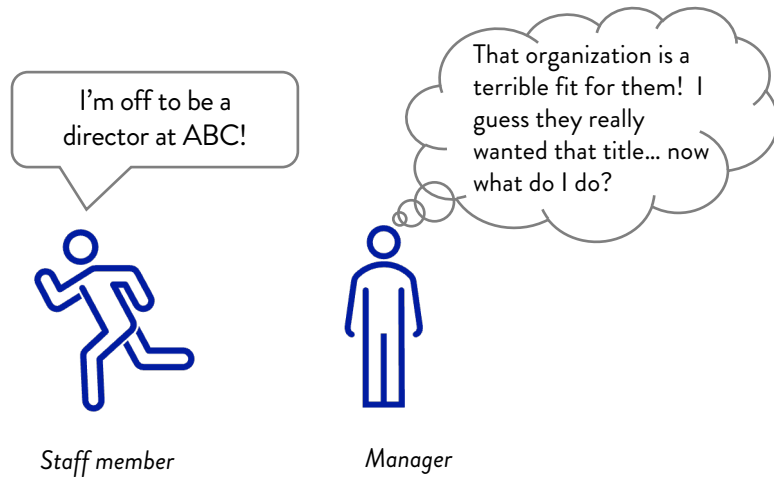 I'm off to be a
director at ABC!
That organization is a
terrible fit for them!  I
guess they really
wanted that title... now
what do I do?
Staff member
Manager